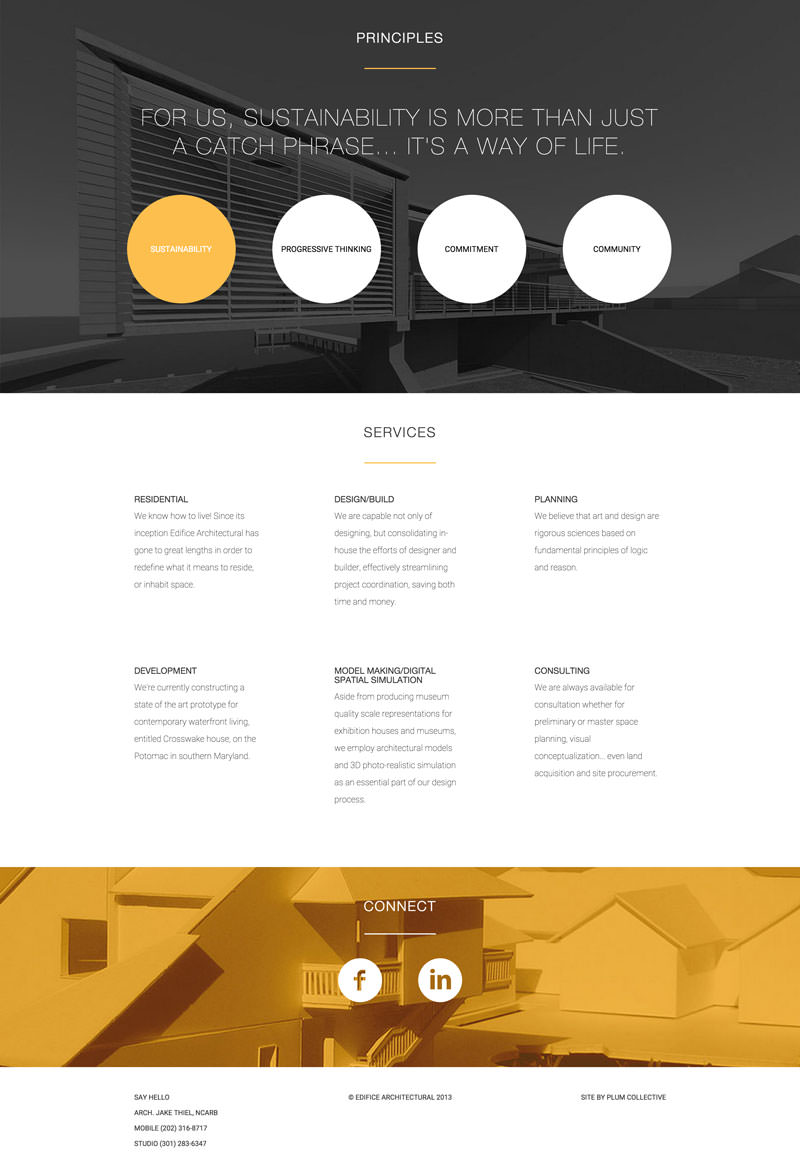 PRINCIPLES
FOR US, SUSTAINABILITY IS MORE THAN JUST
A CATCH PHRASE... IT'S A WAY OF LIFE.
SUSTAINABILITY
PROGRESSIVE THINKING
COMMITMENT
COMMUNITY
SERVICES
RESIDENTIAL
We know how to live! Since its
inception Edifice Architectural has
gone to great lengths in order to
redefine what it means to reside,
or inhabit space.
DESIGN/BUILD
We are capable not only of
designing, but consolidating in-
house the efforts of designer and
builder, effectively streamlining
project coordination, saving both
time and money.
PLANNING
We believe that art and design are
rigorous sciences based on
fundamental principles of logic
and reason.
DEVELOPMENT
We're currently constructing a
state of the art prototype for
contemporary waterfront living,
entitled Crosswake house, on the
Potomac in southern Maryland.
MODEL MAKING/DIGITAL
SPATIAL SIMULATION
Aside from producing museum
quality scale representations for
exhibition houses and museums,
we employ architectural models
and 3D photo-realistic simulation
as an essential part of our design
process.
CONSULTING
We are always available for
consultation whether for
preliminary or master space
planning, visual
conceptualization... even land
acquisition and site procurement.
CONNECT
f
in
SAY HELLO
ARCH. JAKE THIEL, NCARB
MOBILE (202) 316-8717
STUDIO (301) 283-6347
© EDIFICE ARCHITECTURAL 2013
SITE BY PLUM COLLECTIVE